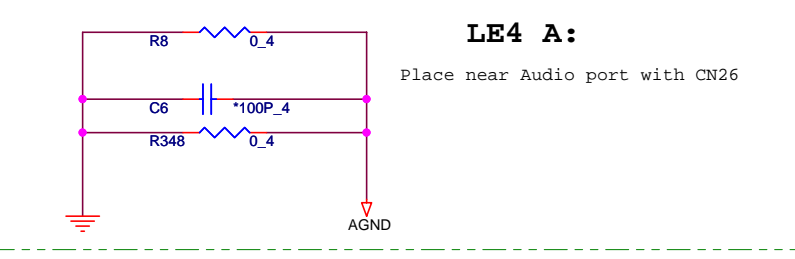 LE4 A:
R8 0_4
Place near Audio port with CN26
C6 *100P_4
R348 0_4
AGND